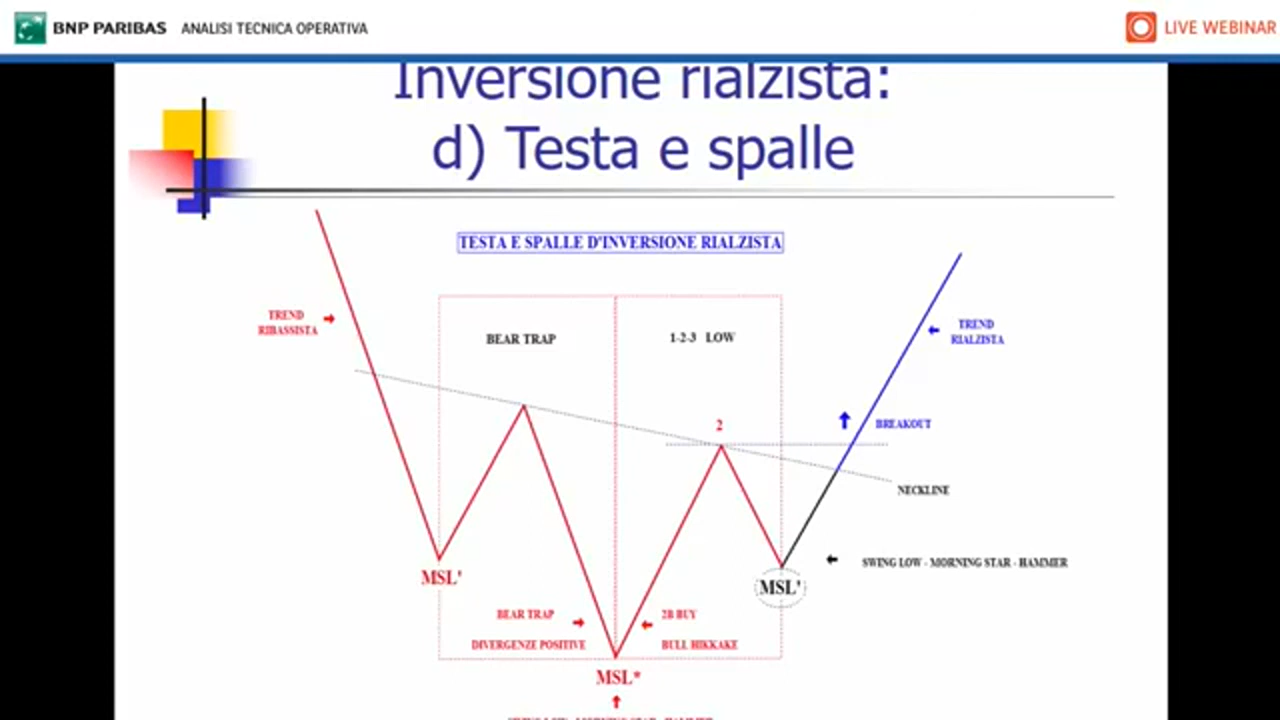 BNP PARIBAS ANALISI TECNICA OPERATIVA
LIVE WEBINAR
Inversione rialzista:
d) Testa e spalle
TESTA E SPALLE D'INVERSIONE RIALZISTA
TREND
RIBASSISTA
BEAR TRAP
1-2-3 LOW
TREND
RIALZISTA
2
BREAKOUT
NECKLINE
SWING LOW - MORNING STAR - HAMMER
MSL'
MSL'
BEAR TRAP
2B BUY
DIVERGENZE POSITIVE
BULL HIKKAKE
MSL*